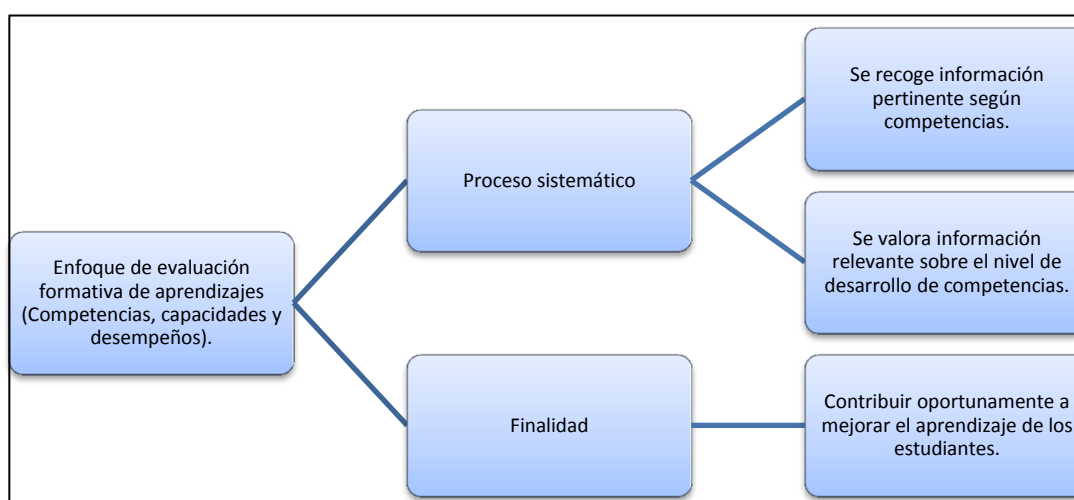 Enfoque de evaluación
formativa de aprendizajes
(Competencias, capacidades y
desempeños).
Proceso sistemático
Se recoge información
pertinente según
competencias.
Se valora información
relevante sobre el nivel de
desarrollo de competencias.
Finalidad
Contribuir oportunamente a
mejorar el aprendizaje de los
estudiantes.